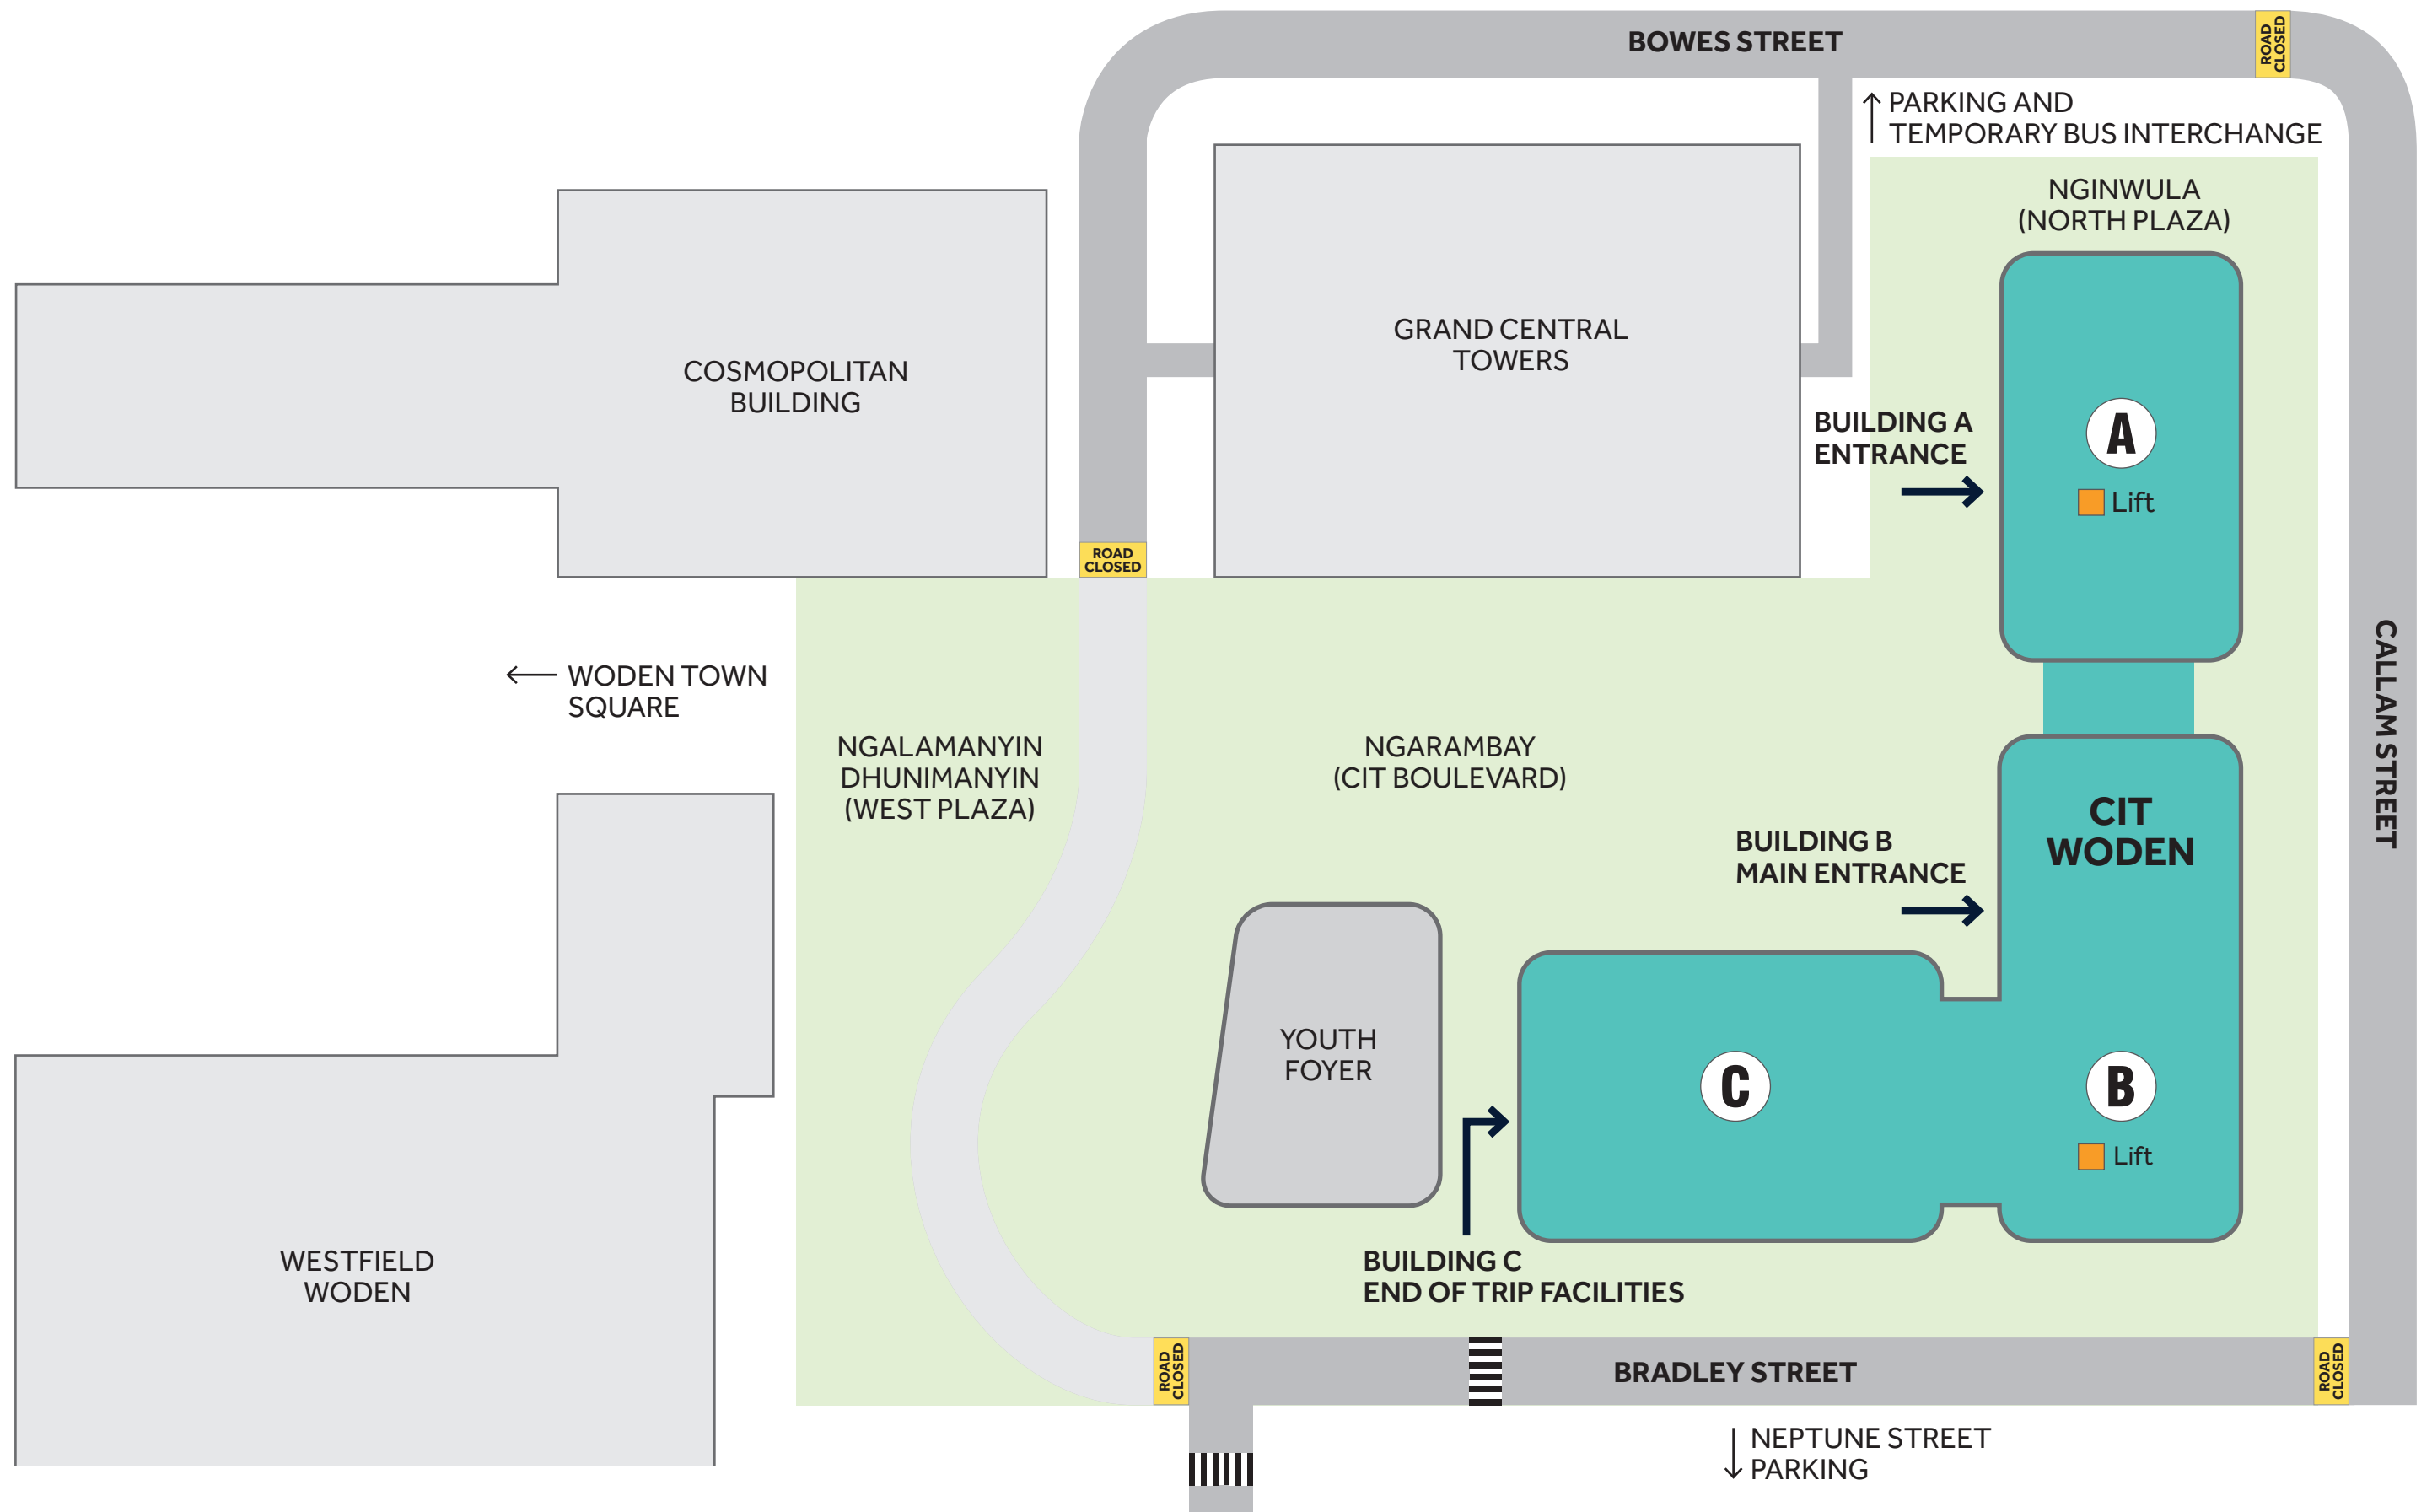 BOWES STREET
ROAD
CLOSED
PARKING AND
TEMPORARY BUS INTERCHANGE
NGINWULA
(NORTH PLAZA)
COSMOPOLITAN
BUILDING
GRAND CENTRAL
TOWERS
BUILDING A
ENTRANCE
A
Lift
ROAD
CLOSED
WODEN TOWN
SQUARE
NGALAMANYIN
DHUNIMANYIN
(WEST PLAZA)
NGARAMBAY
(CIT BOULEVARD)
CALLAM STREET
CIT
WODEN
BUILDING B
MAIN ENTRANCE
YOUTH
FOYER
C
B
Lift
WESTFIELD
WODEN
BUILDING C
END OF TRIP FACILITIES
ROAD
CLOSED
BRADLEY STREET
ROAD
CLOSED
NEPTUNE STREET
PARKING